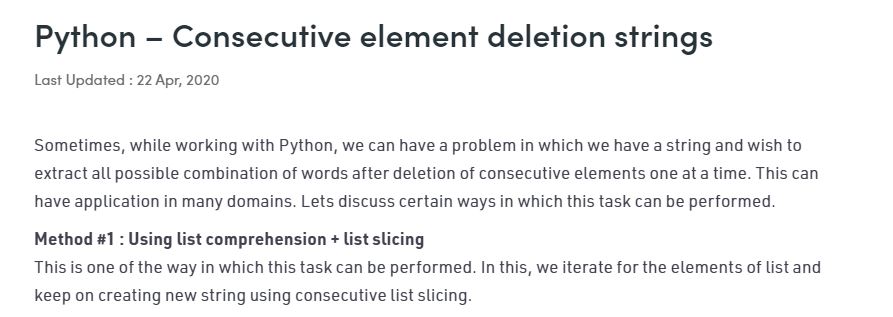 Python – Consecutive element deletion strings
Last Updated : 22 Apr, 2020
Sometimes, while working with Python, we can have a problem in which we have a string and wish to
extract all possible combination of words after deletion of consecutive elements one at a time. This can
have application in many domains. Lets discuss certain ways in which this task can be performed.
Method #1 : Using list comprehension + list slicing
This is one of the way in which this task can be performed. In this, we iterate for the elements of list and
keep on creating new string using consecutive list slicing.